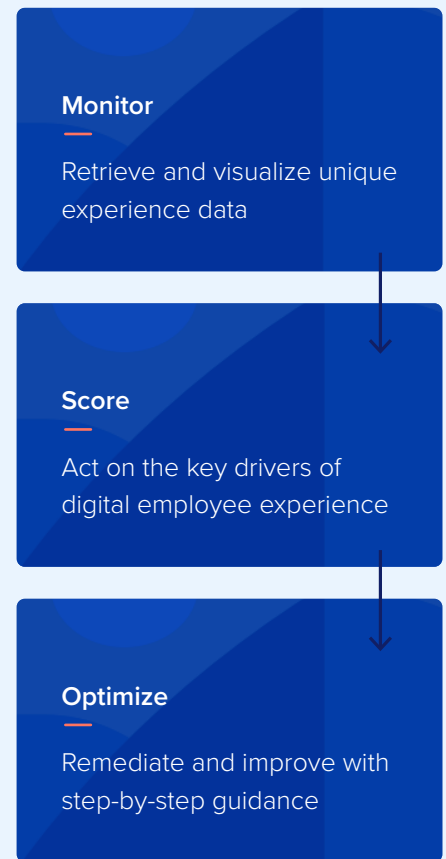 Monitor
Retrieve and visualize unique
experience data
Score
Act on the key drivers of
digital employee experience
Optimize
Remediate and improve with
step-by-step guidance